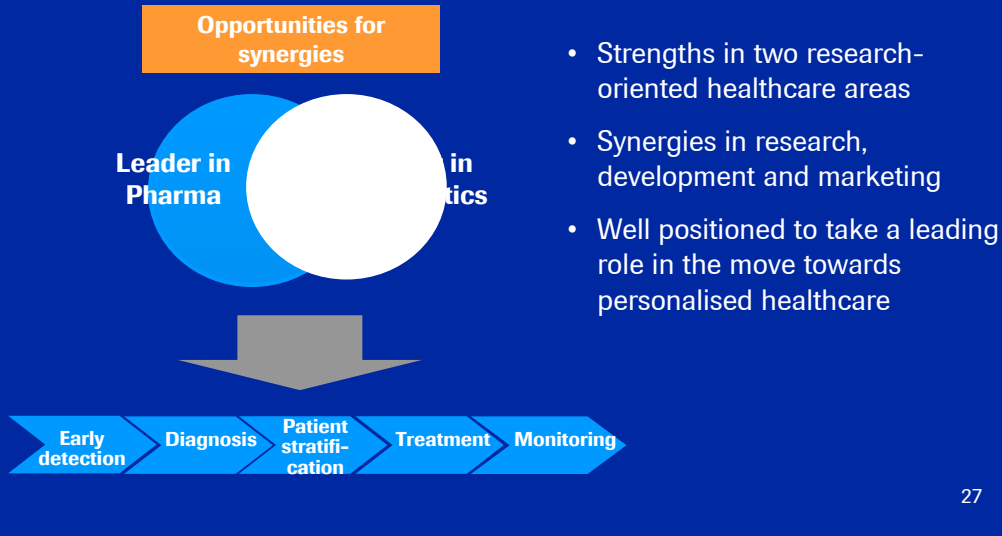 Opportunities for
synergies
Leader in
Pharma
in
tics
• Strengths in two research-
oriented healthcare areas
• Synergies in research,
development and marketing
• Well positioned to take a leading
role in the move towards
personalised healthcare
Early
detection
Diagnosis
Patient
stratifi-
cation
Treatment
Monitoring
27